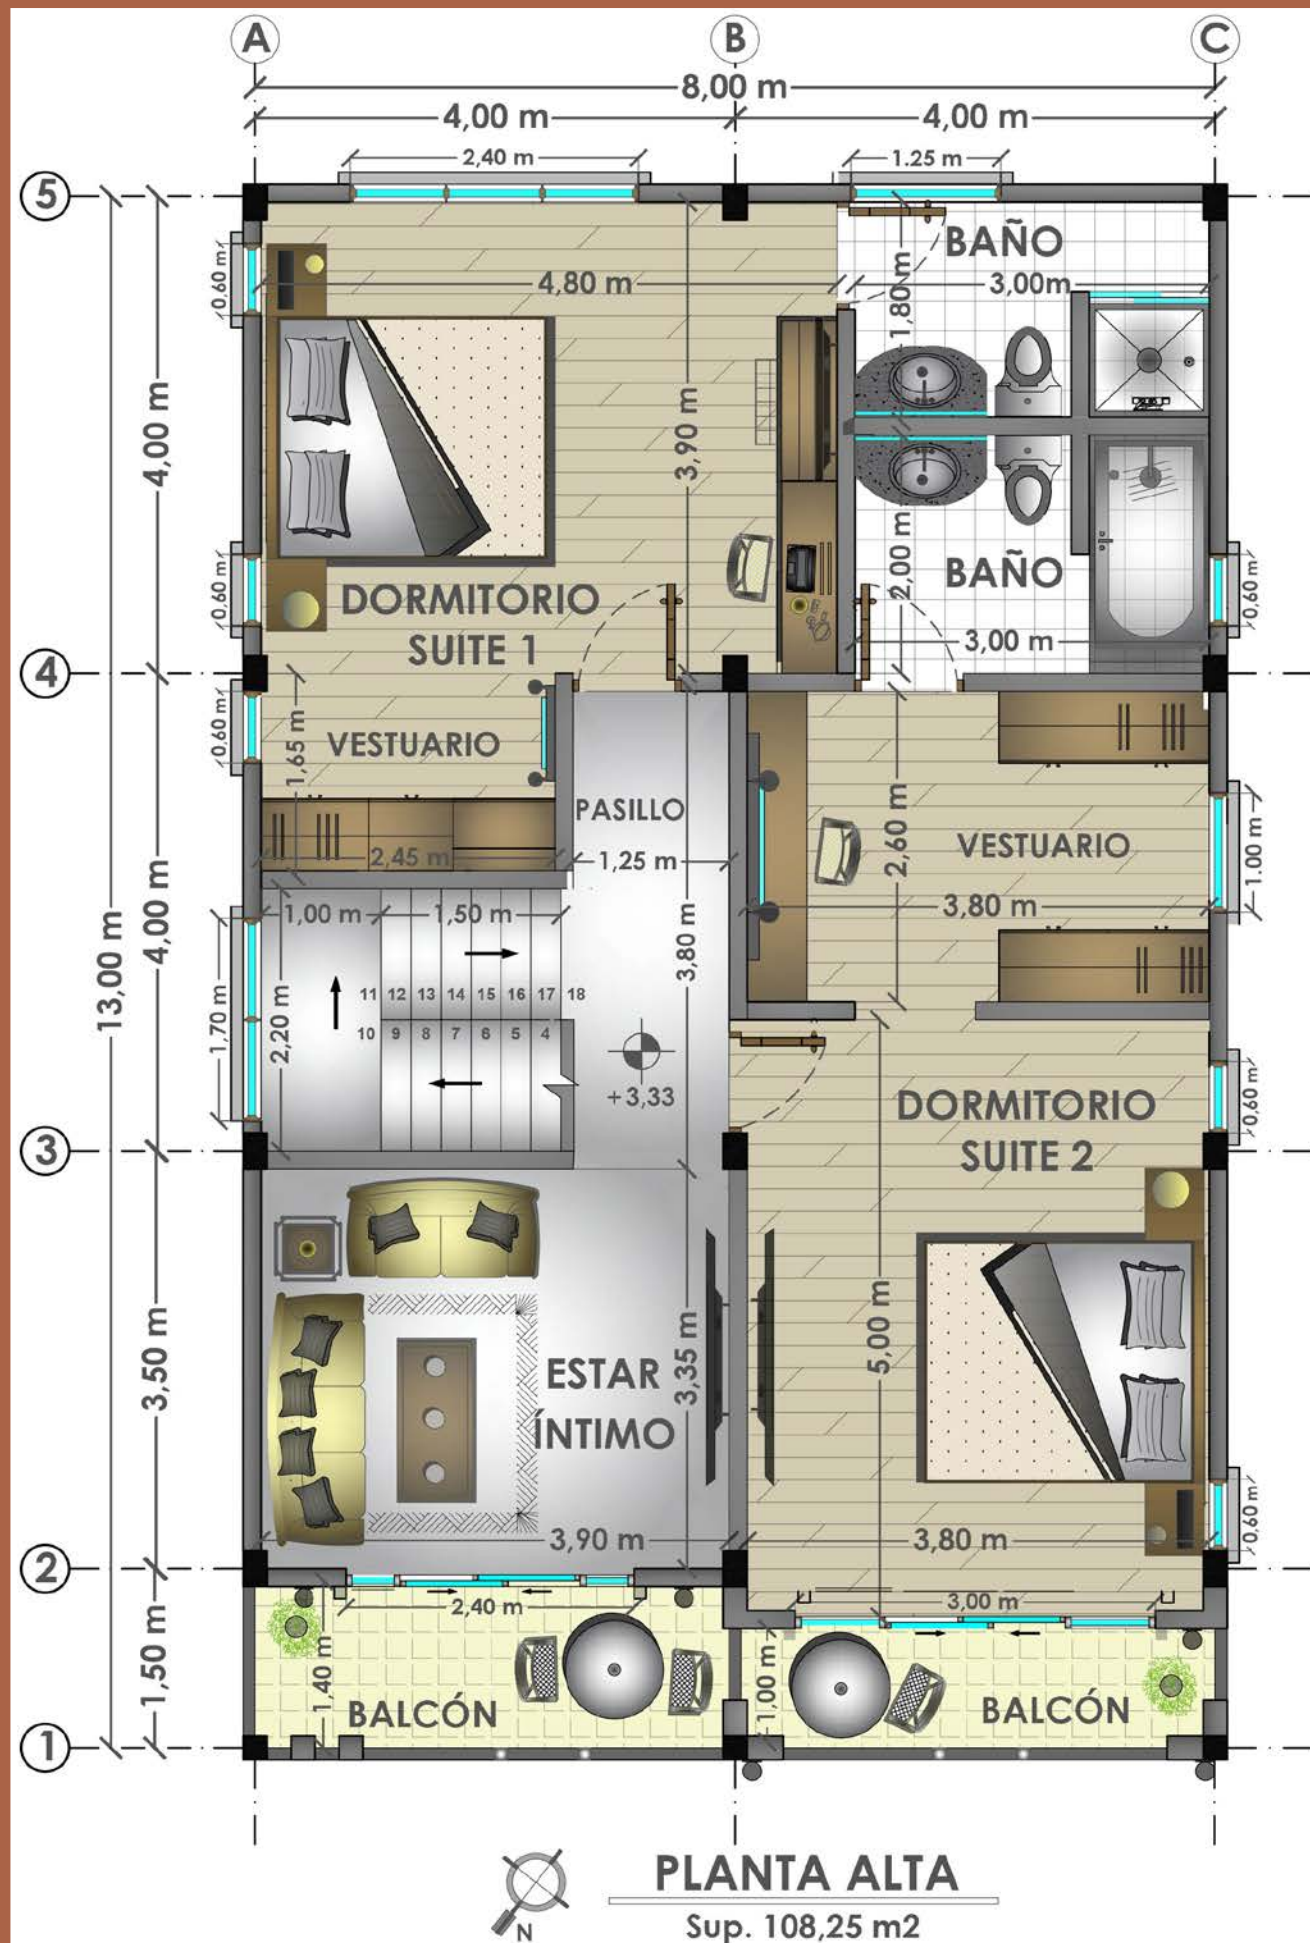 A
B
C
8,00 m
4,00 m
4,00 m
2,40 m
1.25 m
5
BAÑO
0,60 m
4,80 m
3,00m
1,80 m
4,00 m
3,90 m
13,00 m
2,00 m
BAÑO
0,60 m
DORMITORIO
SUITE 1
0,60 m
3,00 m
4
0,60 m
1,65 m
VESTUARIO
PASILLO
2,60 m
VESTUARIO
1.00 m
2,45 m
1,25 m
3,80 m
4,00 m
1,00 m
1,50 m
3,80 m
1,70 m
2,20 m
11 12 13 14 15 16 17 18
10 9 8 7 6 5 4
+3,33
DORMITORIO
SUITE 2
0,60 m
3
3,50 m
5,00 m
3,35 m
ESTAR
ÍNTIMO
3,90 m
3,80 m
0,60 m
2
2,40 m
3,00 m
1,50 m
1,40 m
1,00 m
BALCÓN
BALCÓN
1
N
PLANTA ALTA
Sup. 108,25 m2